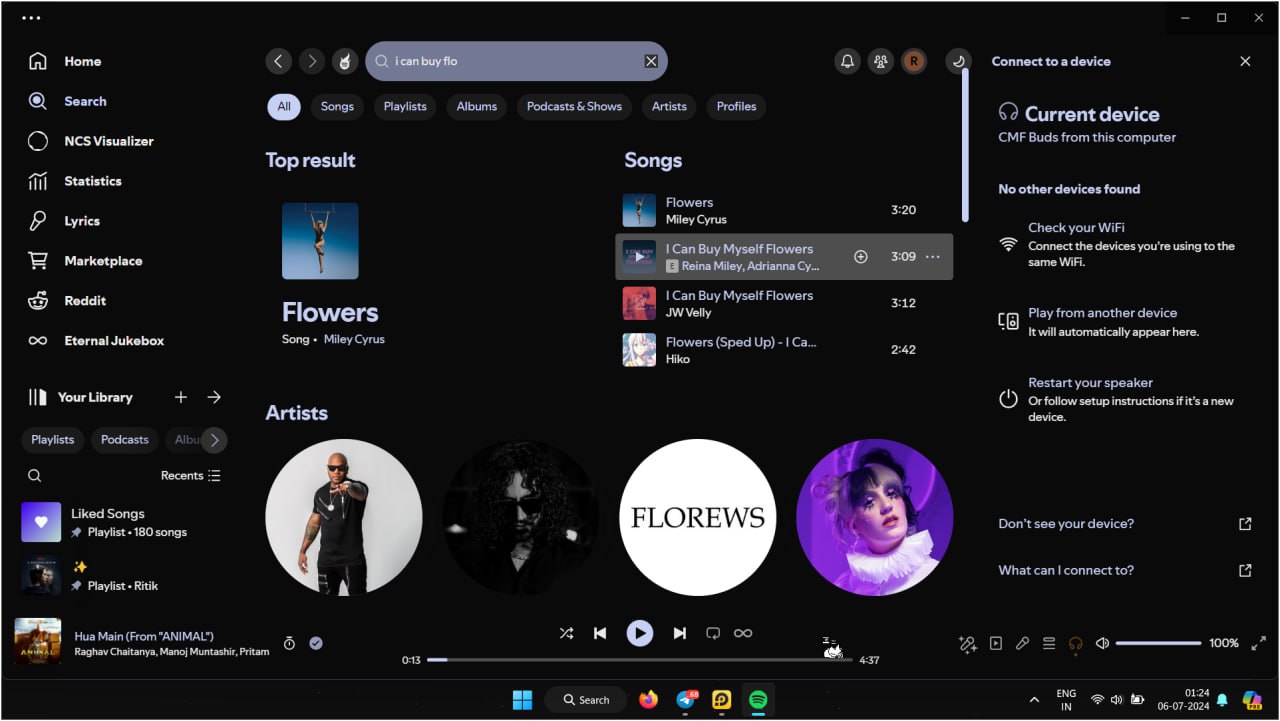 Home
Search
NCS Visualizer
Statistics
Lyrics
Marketplace
Reddit
Eternal Jukebox
Your Library
Playlists
Podcasts
Albu
Recents
Liked Songs
Playlist • 180 songs
✨
Playlist • Ritik
i can buy flo
R
All
Songs
Playlists
Albums
Podcasts & Shows
Artists
Profiles
Top result
Flowers
Song • Miley Cyrus
Songs
Flowers
Miley Cyrus
3:20
I Can Buy Myself Flowers
E Reina Miley, Adrianna Cy...
3:09
I Can Buy Myself Flowers
JW Velly
3:12
Flowers (Sped Up) - I Ca...
Hiko
2:42
Artists
FLOREWS
Connect to a device
Current device
CMF Buds from this computer
No other devices found
Check your WiFi
Connect the devices you're using to the
same WiFi.
Play from another device
It will automatically appear here.
Restart your speaker
Or follow setup instructions if it's a new
device.
Don't see your device?
What can I connect to?
ANIMAL
Hua Main (From "ANIMAL")
Raghav Chaitanya, Manoj Muntashir, Pritam
0:13
4:37
100%
Search
68
ENG
IN
01:24
06-07-2024